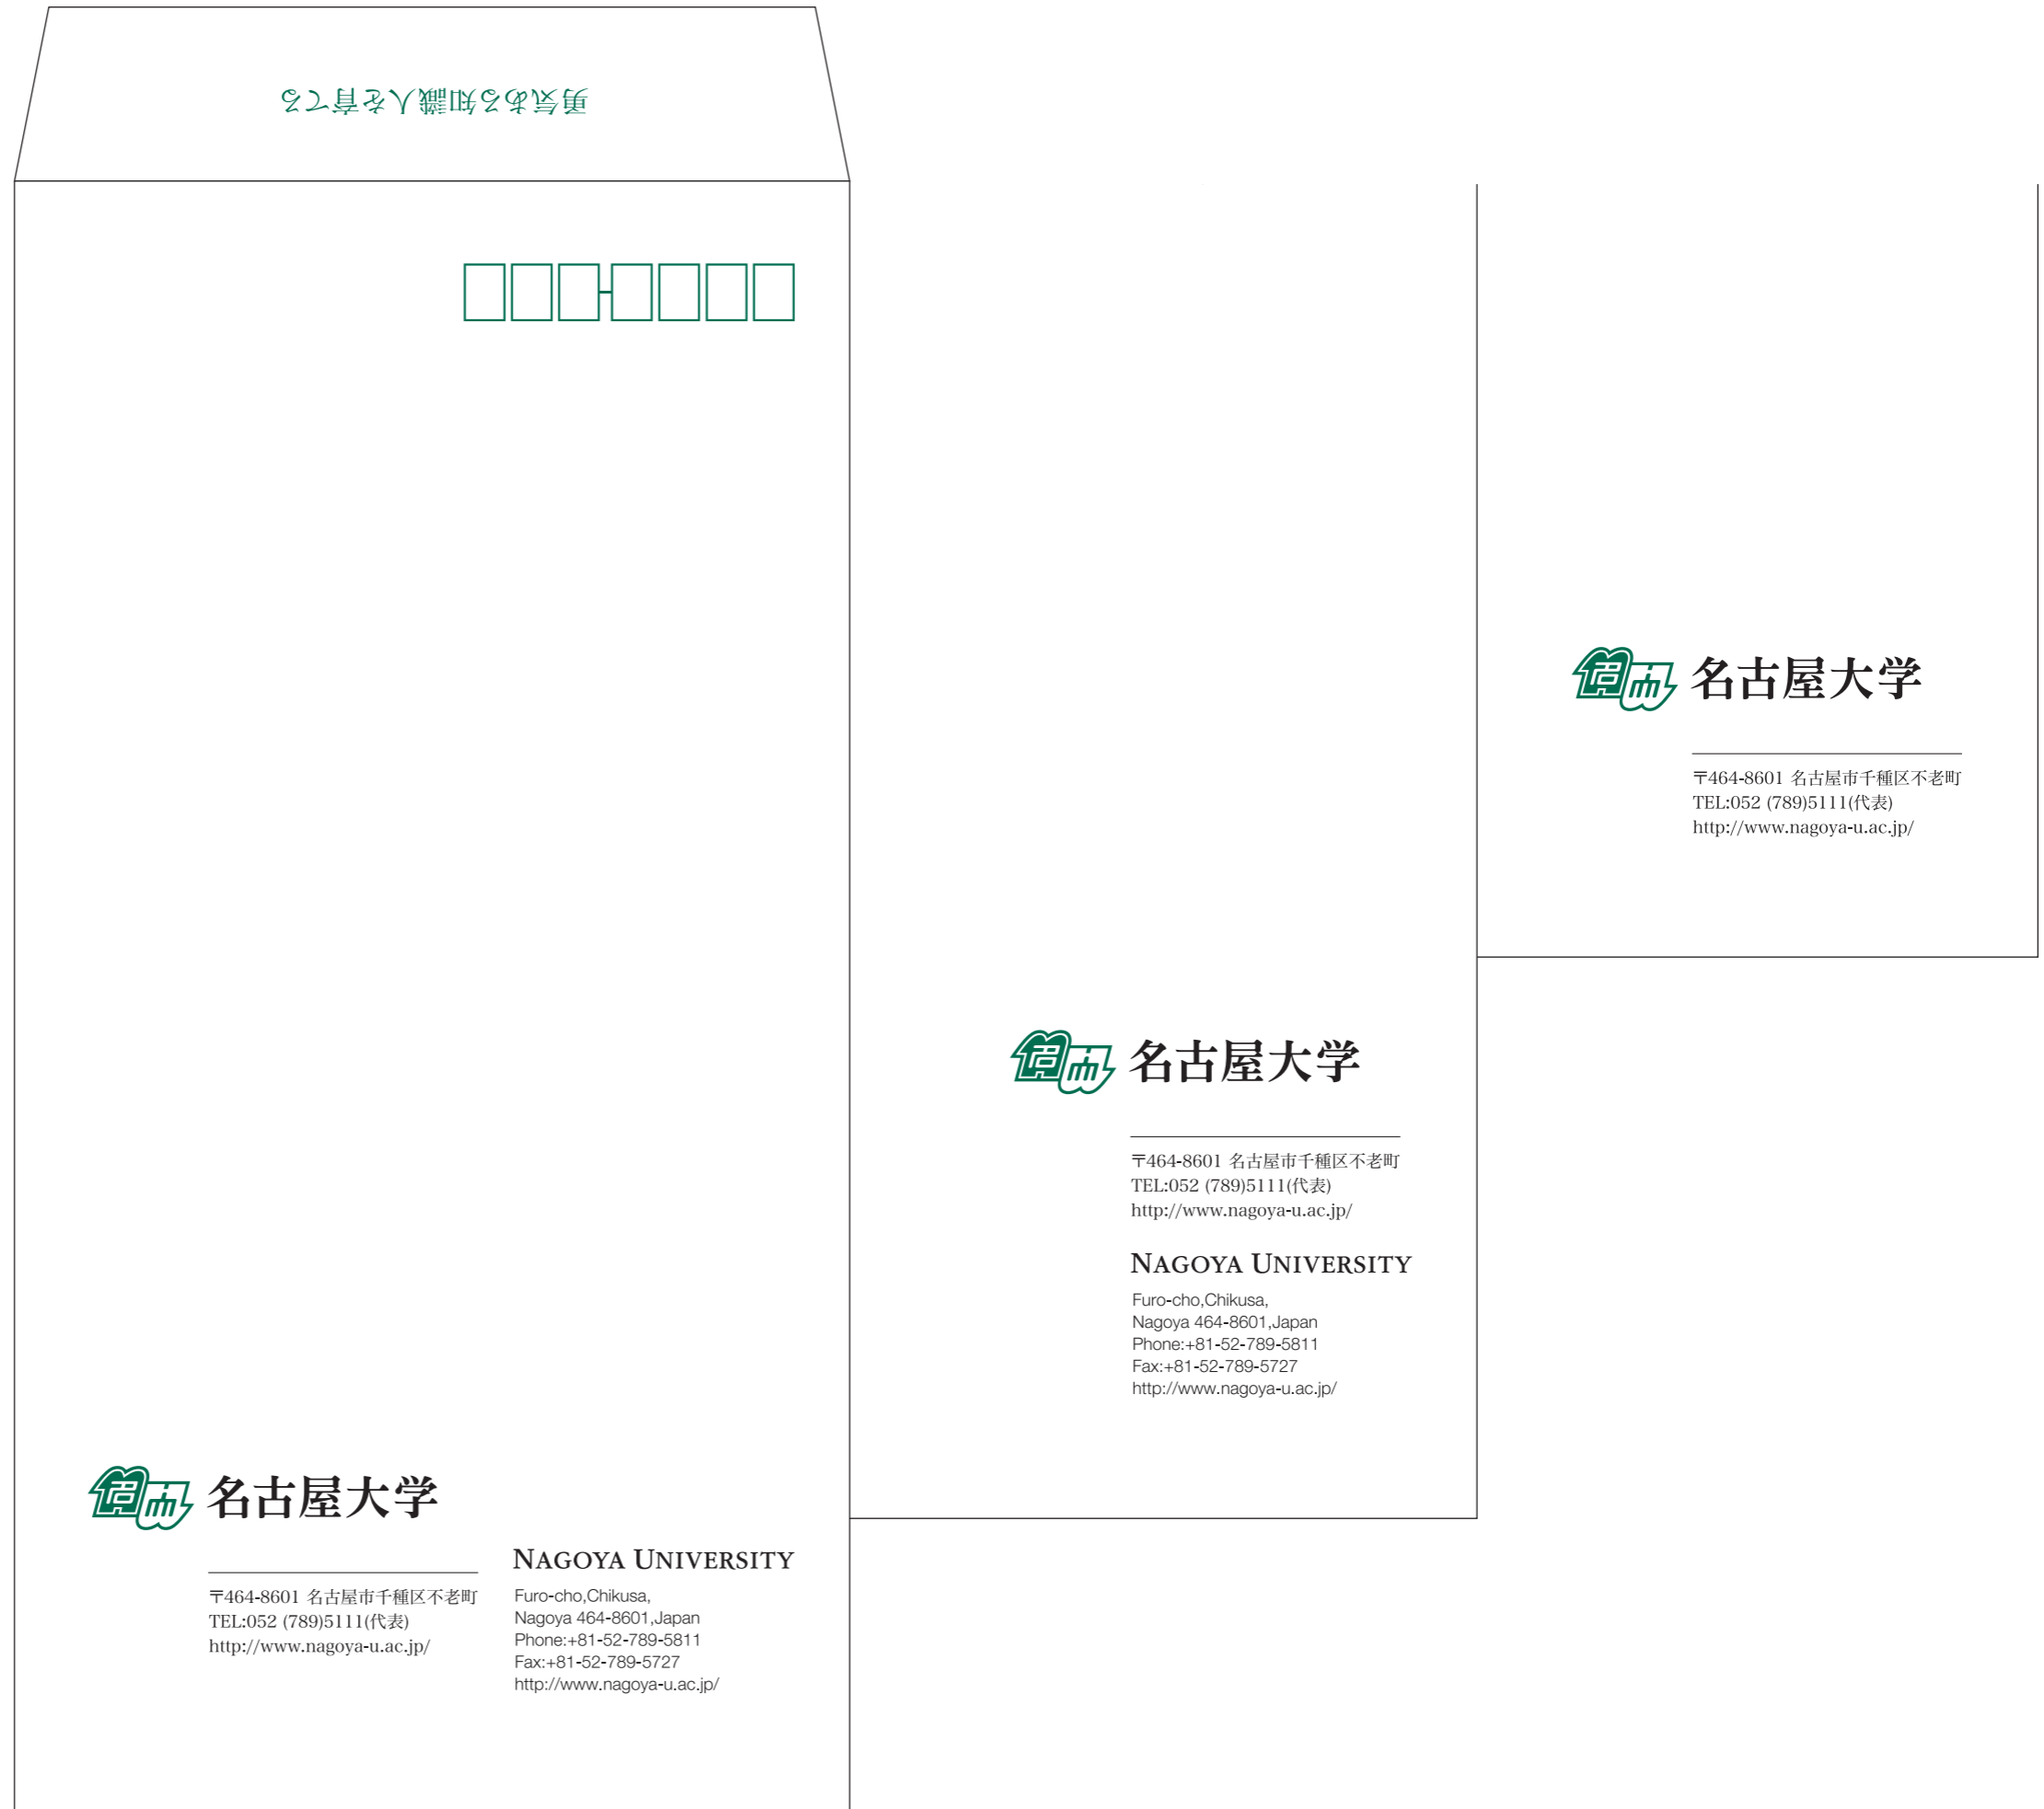 勇気ある知識人を育てる
名古屋大学
〒464-8601 名古屋市千種区不老町
TEL:052 (789)5111(代表)
http://www.nagoya-u.ac.jp/
NAGOYA UNIVERSITY
Furo-cho,Chikusa,
Nagoya 464-8601,Japan
Phone:+81-52-789-5811
Fax:+81-52-789-5727
http://www.nagoya-u.ac.jp/
名古屋大学
〒464-8601 名古屋市千種区不老町
TEL:052 (789)5111(代表)
http://www.nagoya-u.ac.jp/
NAGOYA UNIVERSITY
Furo-cho,Chikusa,
Nagoya 464-8601,Japan
Phone:+81-52-789-5811
Fax:+81-52-789-5727
http://www.nagoya-u.ac.jp/
名古屋大学
〒464-8601 名古屋市千種区不老町
TEL:052 (789)5111(代表)
http://www.nagoya-u.ac.jp/